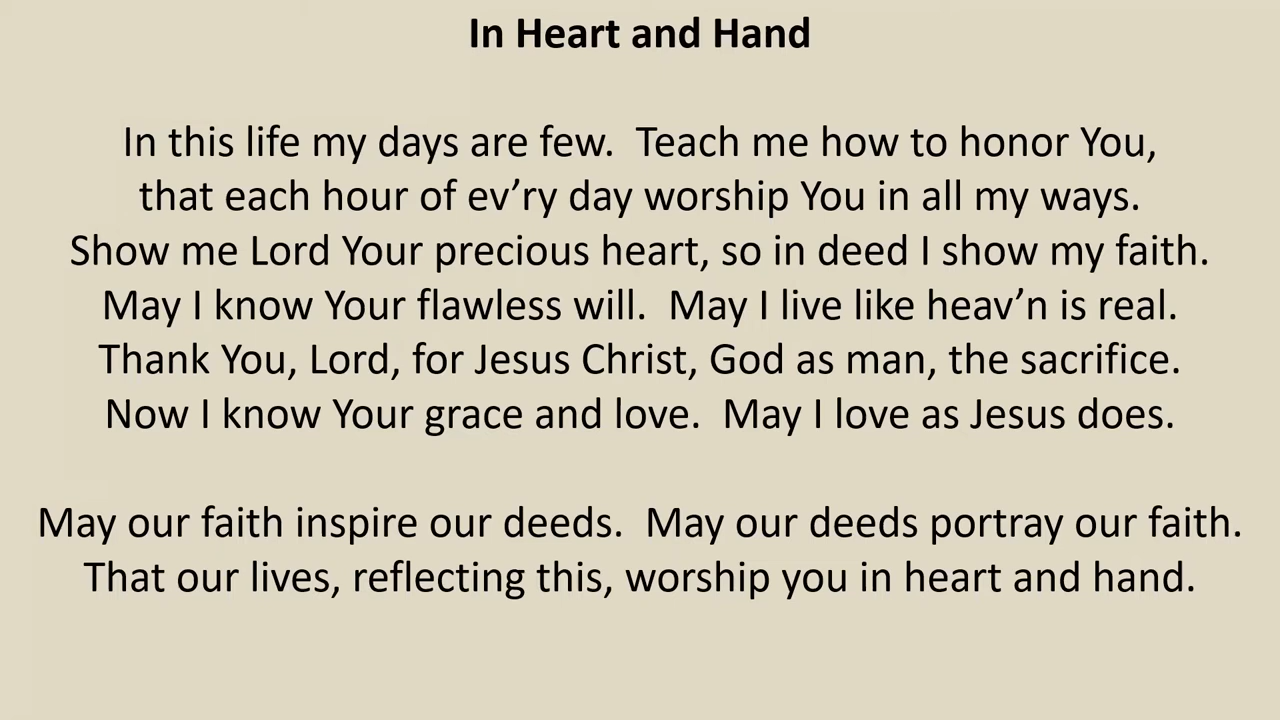 In Heart and Hand
In this life my days are few.  Teach me how to honor You,
that each hour of ev’ry day worship You in all my ways.
Show me Lord Your precious heart, so in deed I show my faith.
May I know Your flawless will.  May I live like heav’n is real.
Thank You, Lord, for Jesus Christ, God as man, the sacrifice.
Now I know Your grace and love.  May I love as Jesus does.
May our faith inspire our deeds.  May our deeds portray our faith.
That our lives, reflecting this, worship you in heart and hand.